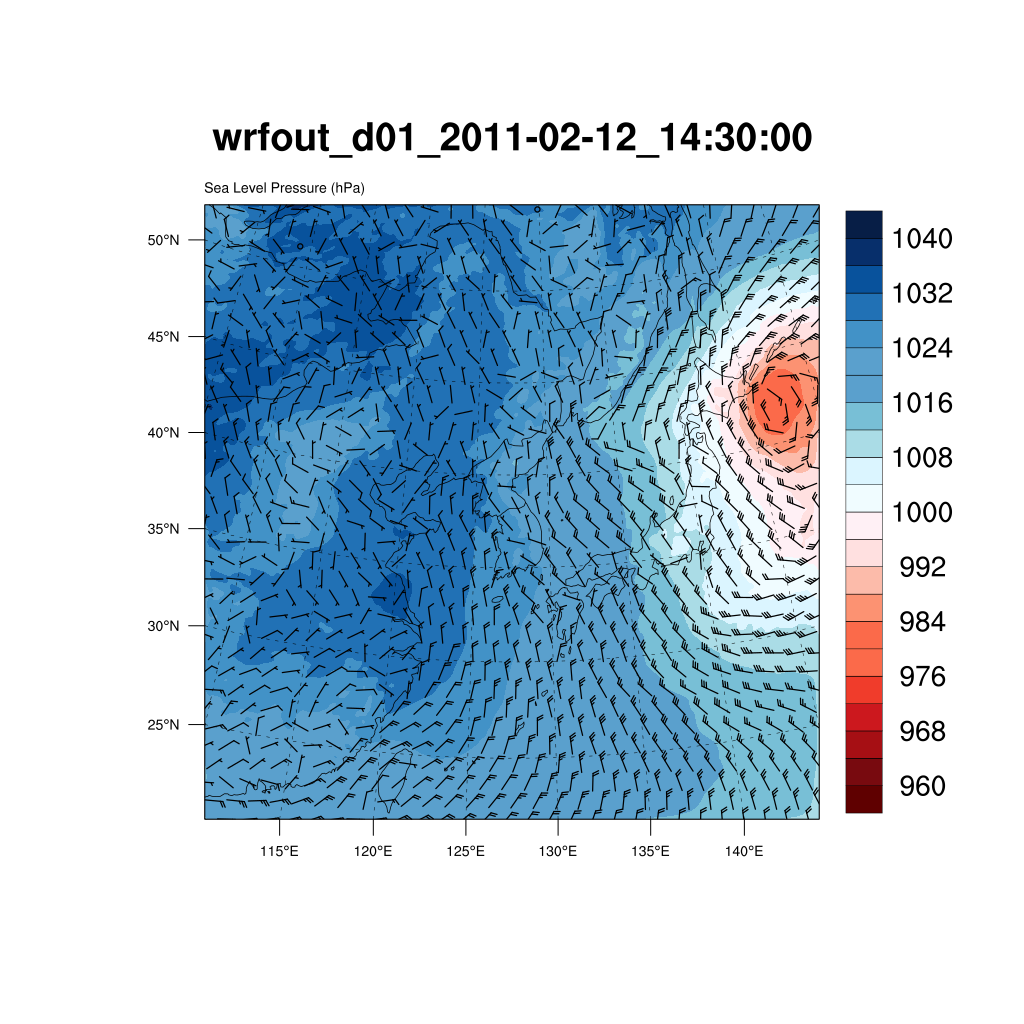 wrfout_d01_2011-02-12_14:30:00
Sea Level Pressure (hPa)
50°N
45°N
40°N
35°N
30°N
25°N
115°E
120°E
125°E
130°E
135°E
140°E
1040
1032
1024
1016
1008
1000
992
984
976
968
960